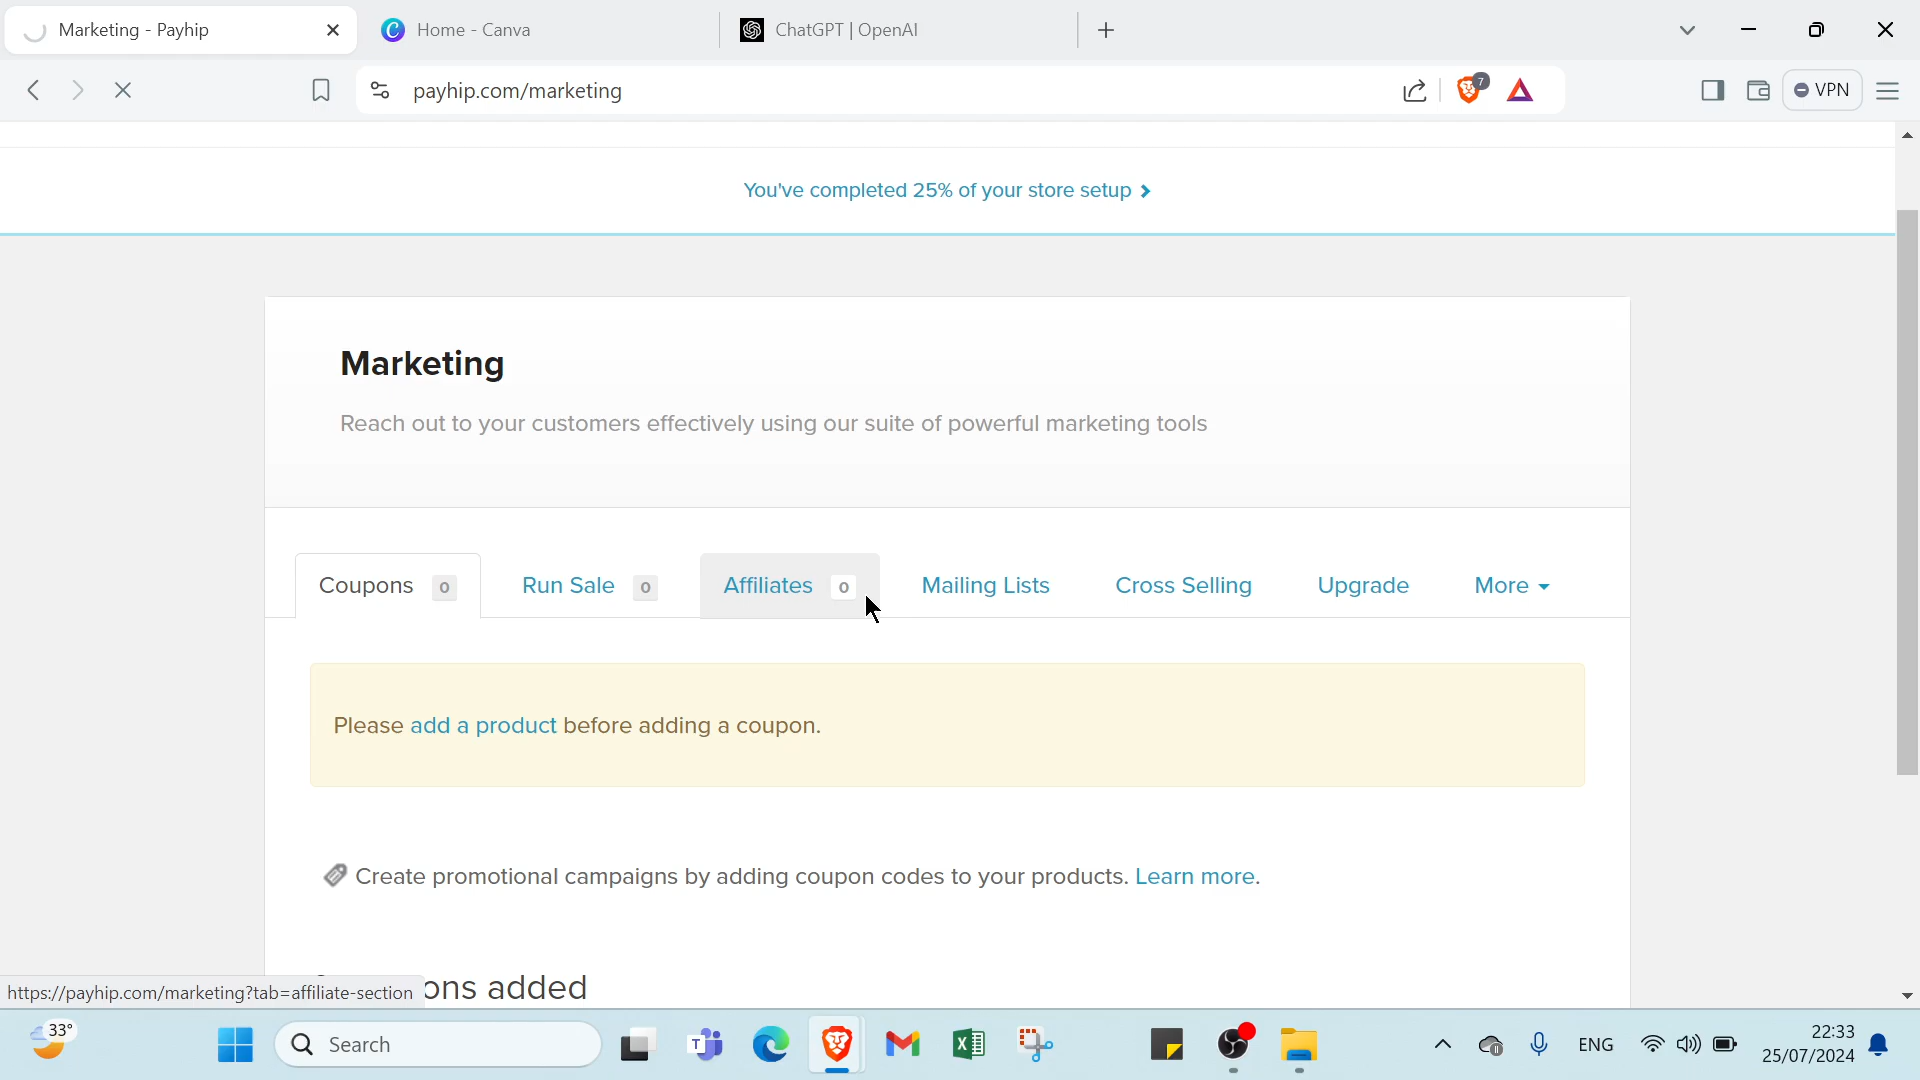 Marketing - Payhip
Home - Canva
ChatGPT | OpenAI
payhip.com/marketing
7
VPN
You've completed 25% of your store setup
Marketing
Reach out to your customers effectively using our suite of powerful marketing tools
Coupons 0
Run Sale 0
Affiliates 0
Mailing Lists
Cross Selling
Upgrade
More
Please add a product before adding a coupon.
Create promotional campaigns by adding coupon codes to your products. Learn more.
ons added
https://payhip.com/marketing?tab=affiliate-section
33°
Search
ENG
22:33
25/07/2024